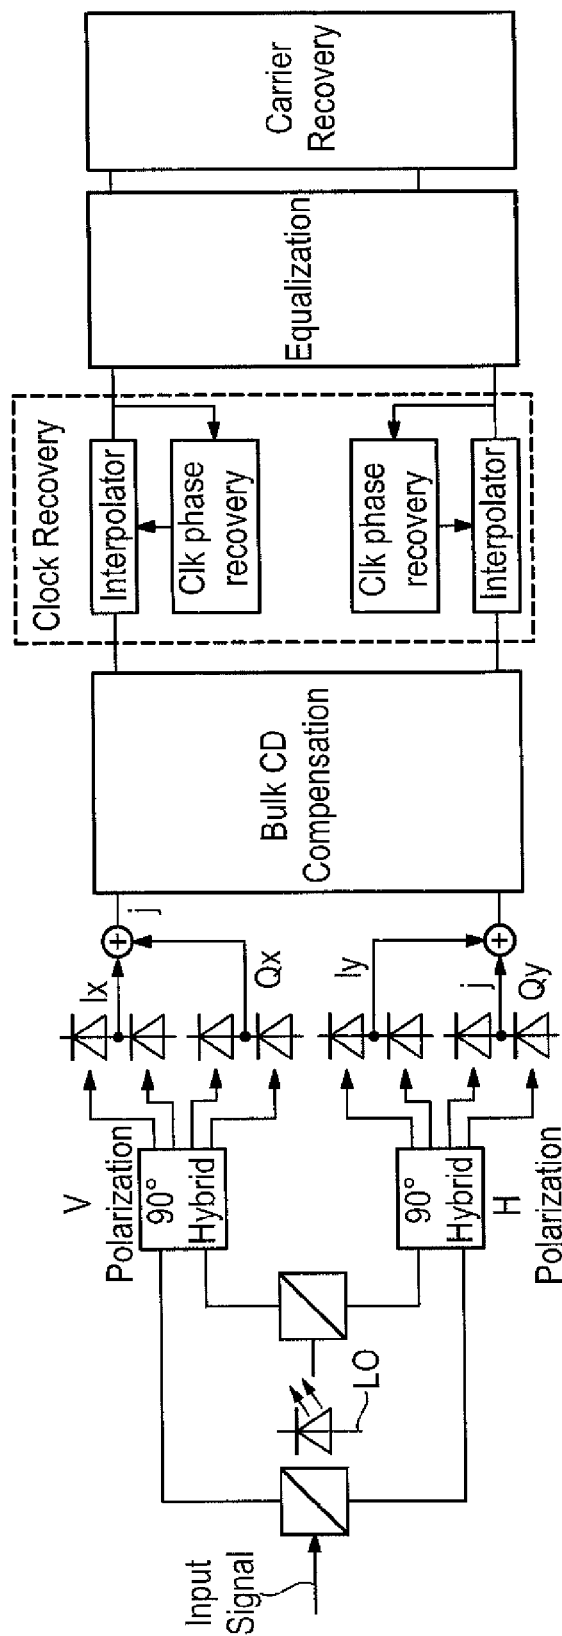 Input
Signal
LO
V
Polarization
90°
Hybrid
90°
Hybrid
H
Polarization
Ix
Qx
j
Iy
j
Qy
Bulk CD
Compensation
Clock Recovery
Interpolator
Clk phase
recovery
Clk phase
recovery
Interpolator
Equalization
Carrier
Recovery